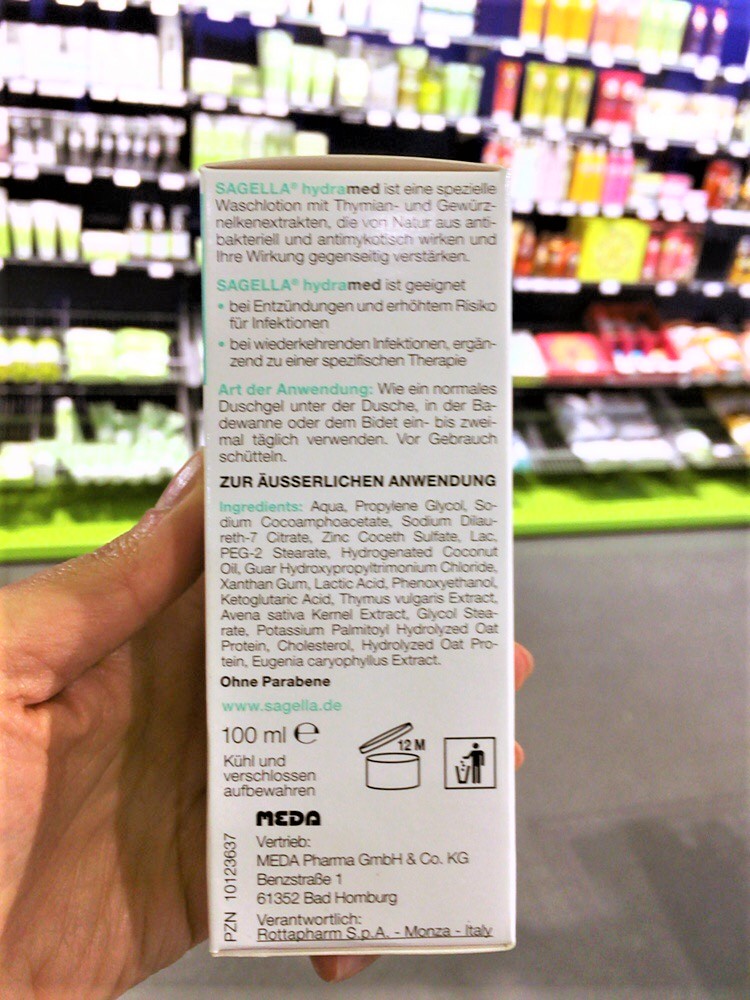 SAGELLA® hydramed ist eine spezielle
Waschlotion mit Thymian- und Gewürz-
nelkenextrakten, die von Natur aus anti-
bakteriell und antimykotisch wirken und
Ihre Wirkung gegenseitig verstärken.
SAGELLA® hydramed ist geeignet
• bei Entzündungen und erhöhtem Risiko
für Infektionen
• bei wiederkehrenden Infektionen, ergän-
zend zu einer spezifischen Therapie
Art der Anwendung: Wie ein normales
Duschgel unter der Dusche, in der Ba-
dewanne oder dem Bidet ein- bis zwei-
mal täglich verwenden. Vor Gebrauch
schütteln.
ZUR ÄUSSERLICHEN ANWENDUNG
Ingredients: Aqua, Propylene Glycol, So-
dium Cocoamphoacetate, Sodium Dilau-
reth-7 Citrate, Zinc Coceth Sulfate, Lac,
PEG-2 Stearate, Hydrogenated Coconut
Oil, Guar Hydroxypropyltrimonium Chloride,
Xanthan Gum, Lactic Acid, Phenoxyethanol,
Ketoglutaric Acid, Thymus vulgaris Extract,
Avena sativa Kernel Extract, Glycol Stea-
rate, Potassium Palmitoyl Hydrolyzed Oat
Protein, Cholesterol, Hydrolyzed Oat Pro-
tein, Eugenia caryophyllus Extract.
Ohne Parabene
www.sagella.de
100 ml ℮
12 M
Kühl und
verschlossen
aufbewahren
MEDA
Vertrieb:
MEDA Pharma GmbH & Co. KG
Benzstraße 1
61352 Bad Homburg
Verantwortlich:
Rottapharm S.p.A. - Monza - Italy
PZN 10123637